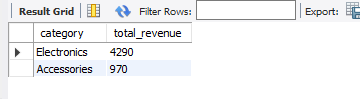 Result Grid Filter Rows: Export:
category total_revenue
Electronics 4290
Accessories 970